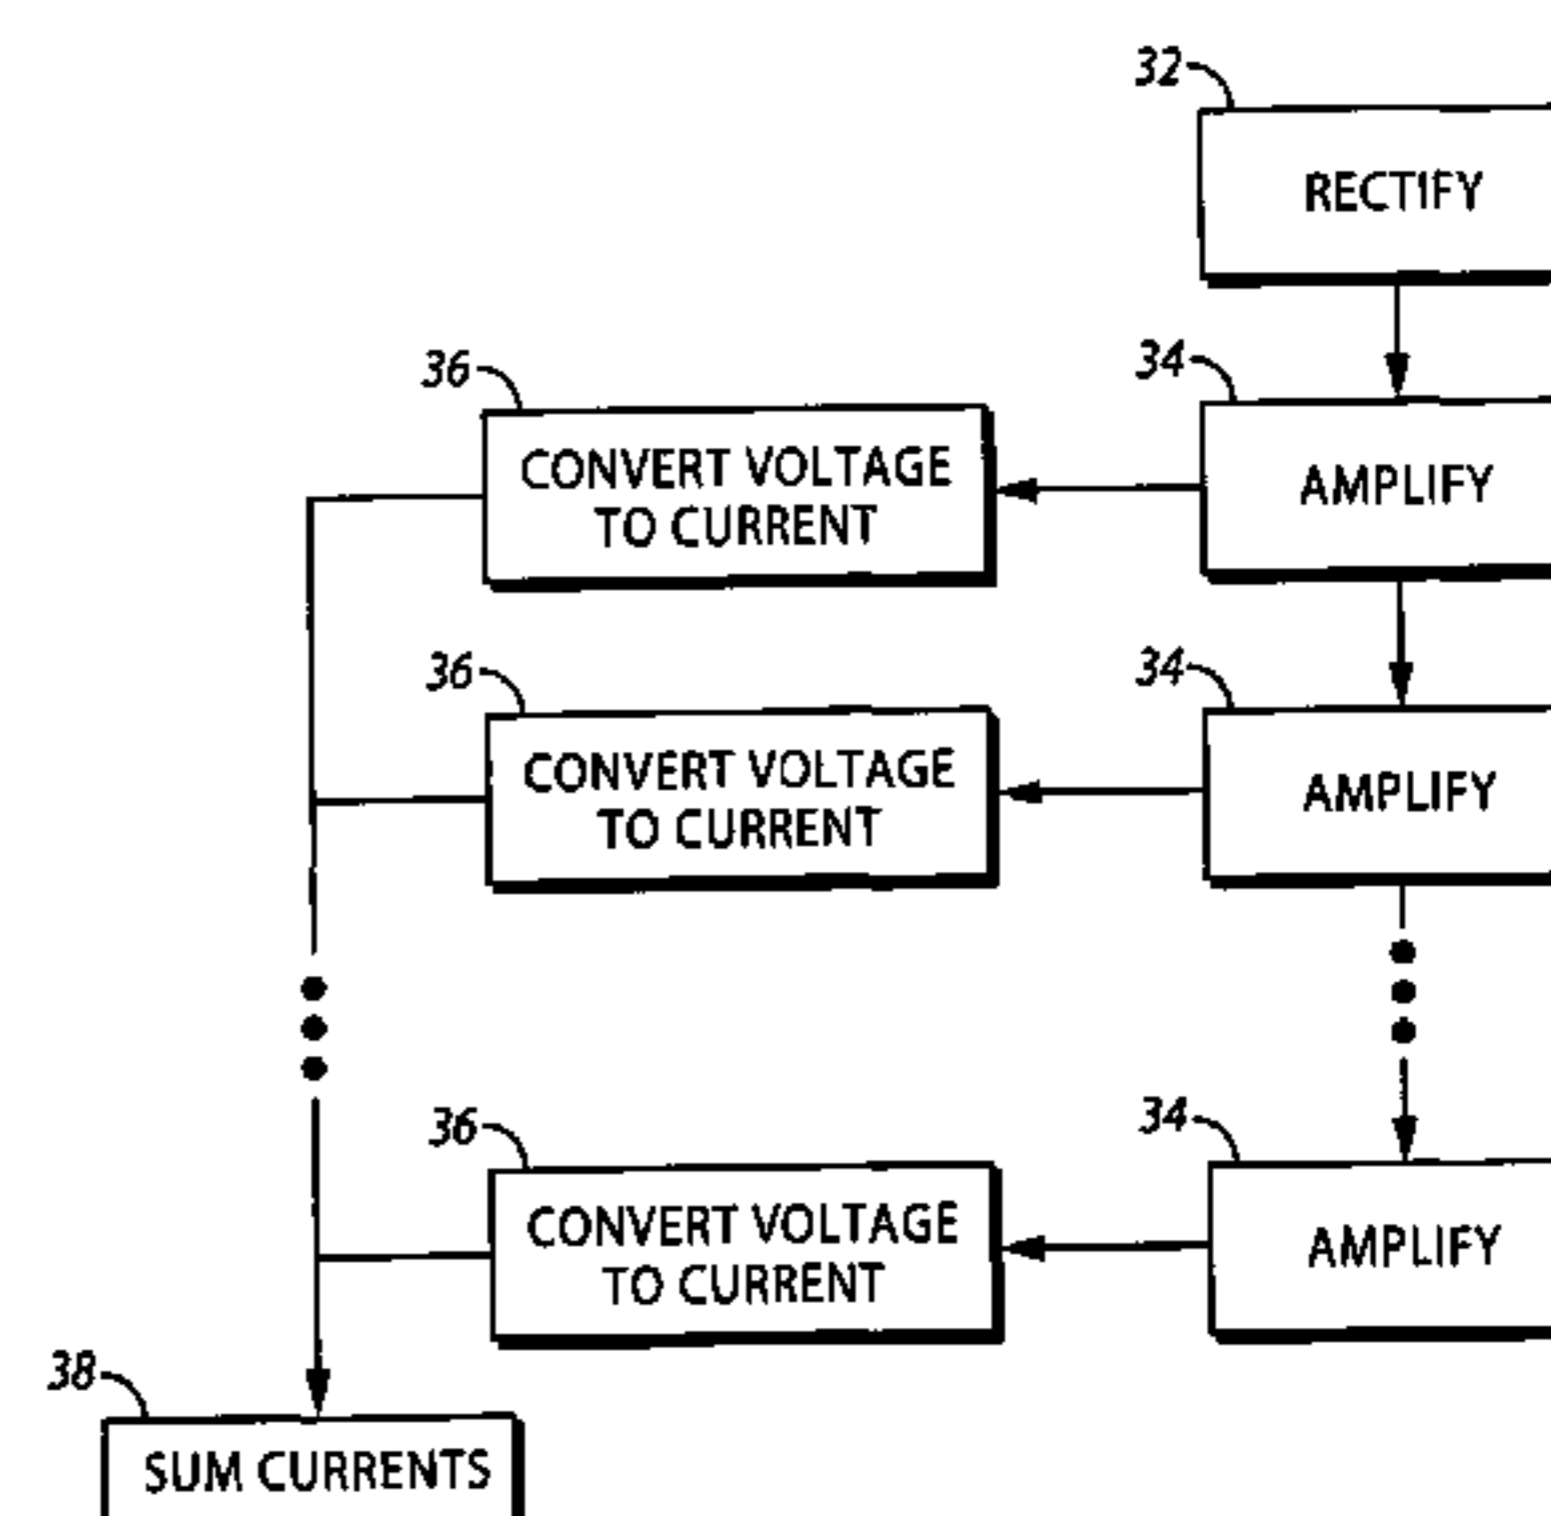 32
RECTIFY
36
34
CONVERT VOLTAGE
TO CURRENT
AMPLIFY
36
34
CONVERT VOLTAGE
TO CURRENT
AMPLIFY
36
34
CONVERT VOLTAGE
TO CURRENT
AMPLIFY
38
SUM CURRENTS